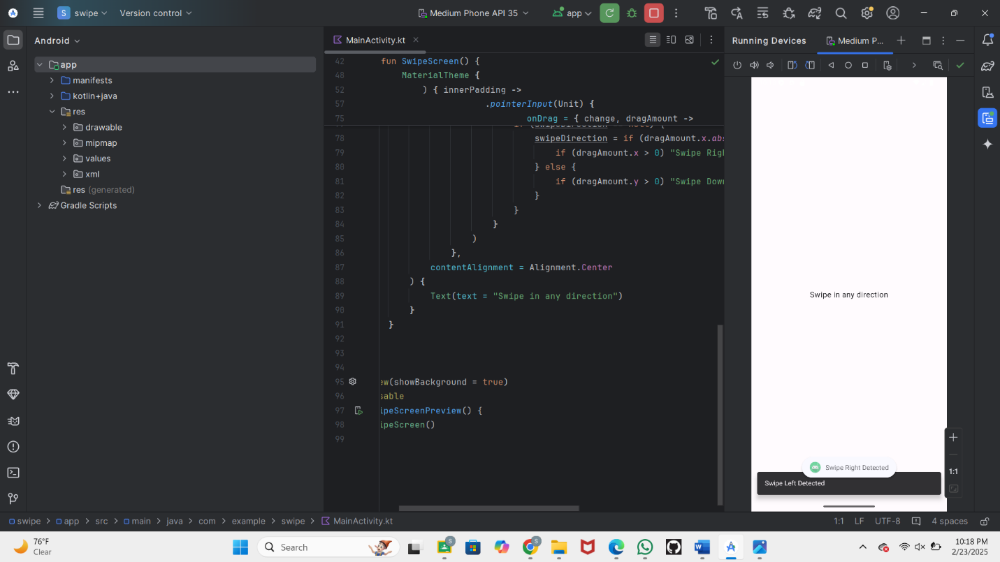 S swipe Version control Medium Phone API 35 app
Android
app
manifests
kotlin+java
res
drawable
mipmap
values
xml
res (generated)
Gradle Scripts
MainActivity.kt
42 fun SwipeScreen() {
48 MaterialTheme {
52 ) { innerPadding ->
57 .pointerInput(Unit) {
75 onDrag = { change, dragAmount ->
78 swipeDirection = if (dragAmount.x.abs
79 if (dragAmount.x > 0) "Swipe Righ
80 } else {
81 if (dragAmount.y > 0) "Swipe Down
82 }
83 }
84 }
85 )
86 },
87 contentAlignment = Alignment.Center
88 ) {
89 Text(text = "Swipe in any direction")
90 }
91 }
92
93
94
95 ew(showBackground = true)
96 sable
97 ipeScreenPreview() {
98 ipeScreen()
99
Running Devices Medium P...
Swipe in any direction
Swipe Right Detected
Swipe Left Detected
1:1
swipe > app > src > main > java > com > example > swipe > MainActivity.kt
1:1 LF UTF-8 4 spaces
76°F
Clear
Search
S
S
10:18 PM
2/23/2025